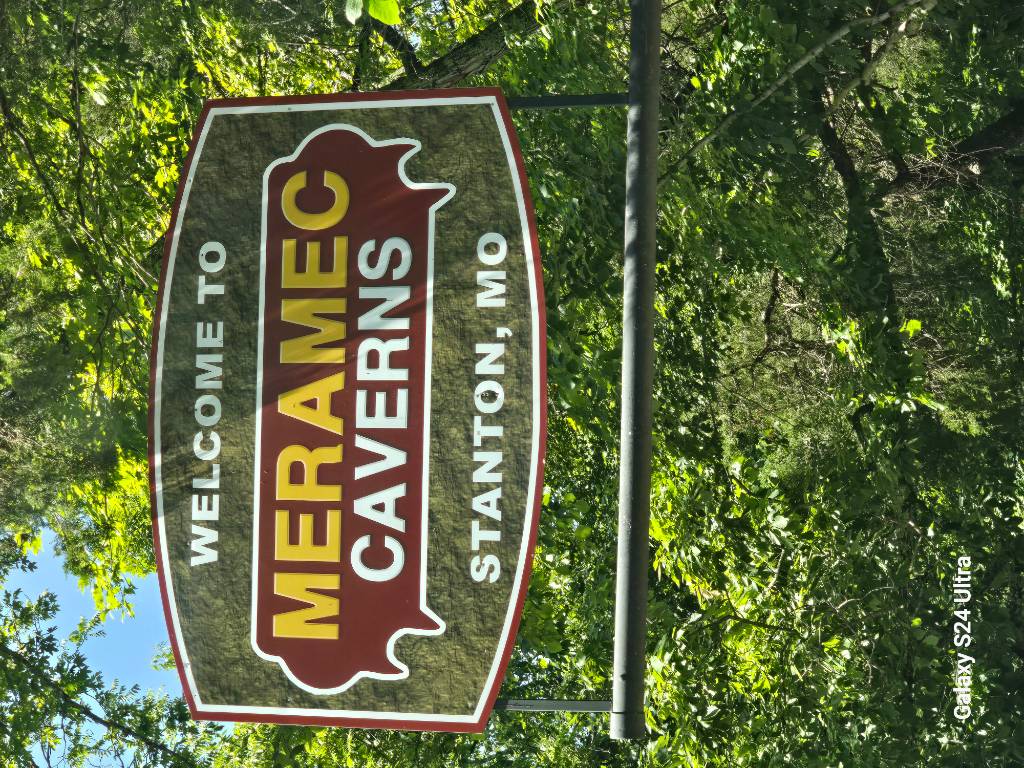 WELCOME TO
MERAMEC
CAVERNS
STANTON, MO
Galaxy S24 Ultra